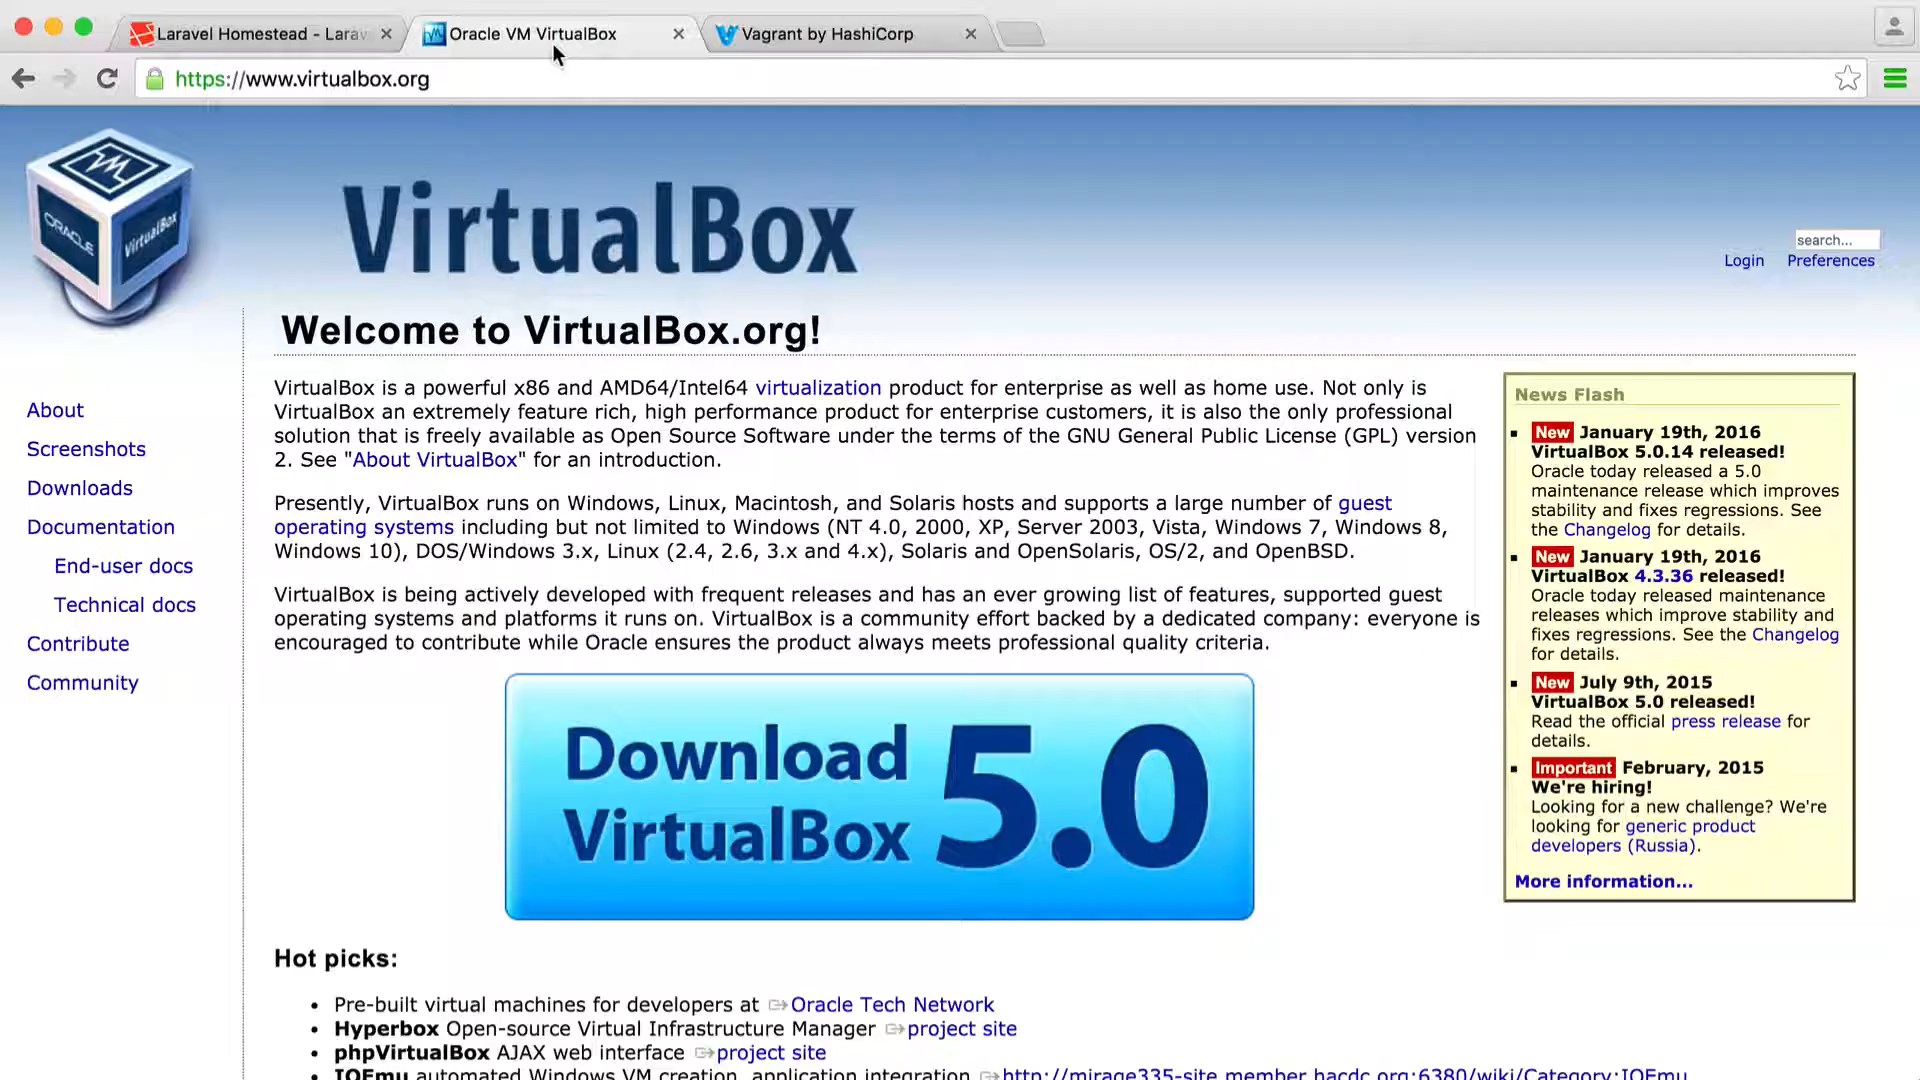 Laravel Homestead - Lara
Oracle VM VirtualBox
Vagrant by HashiCorp
https://www.virtualbox.org
ORACLE
VirtualBox
VirtualBox
search...
Login Preferences
Welcome to VirtualBox.org!
About
Screenshots
Downloads
Documentation
End-user docs
Technical docs
Contribute
Community
VirtualBox is a powerful x86 and AMD64/Intel64 virtualization product for enterprise as well as home use. Not only is
VirtualBox an extremely feature rich, high performance product for enterprise customers, it is also the only professional
solution that is freely available as Open Source Software under the terms of the GNU General Public License (GPL) version
2. See "About VirtualBox" for an introduction.
Presently, VirtualBox runs on Windows, Linux, Macintosh, and Solaris hosts and supports a large number of guest
operating systems including but not limited to Windows (NT 4.0, 2000, XP, Server 2003, Vista, Windows 7, Windows 8,
Windows 10), DOS/Windows 3.x, Linux (2.4, 2.6, 3.x and 4.x), Solaris and OpenSolaris, OS/2, and OpenBSD.
VirtualBox is being actively developed with frequent releases and has an ever growing list of features, supported guest
operating systems and platforms it runs on. VirtualBox is a community effort backed by a dedicated company: everyone is
encouraged to contribute while Oracle ensures the product always meets professional quality criteria.
Download
VirtualBox 5.0
Hot picks:
• Pre-built virtual machines for developers at Oracle Tech Network
• Hyperbox Open-source Virtual Infrastructure Manager project site
• phpVirtualBox AJAX web interface project site
• IQEmu automated Windows VM creation, application integration http://mirage335-site.member.hacdc.org:6380/wiki/Category:IQEmu
News Flash
New January 19th, 2016
VirtualBox 5.0.14 released!
Oracle today released a 5.0
maintenance release which improves
stability and fixes regressions. See
the Changelog for details.
New January 19th, 2016
VirtualBox 4.3.36 released!
Oracle today released maintenance
releases which improve stability and
fixes regressions. See the Changelog
for details.
New July 9th, 2015
VirtualBox 5.0 released!
Read the official press release for
details.
Important February, 2015
We're hiring!
Looking for a new challenge? We're
looking for generic product
developers (Russia).
More information...